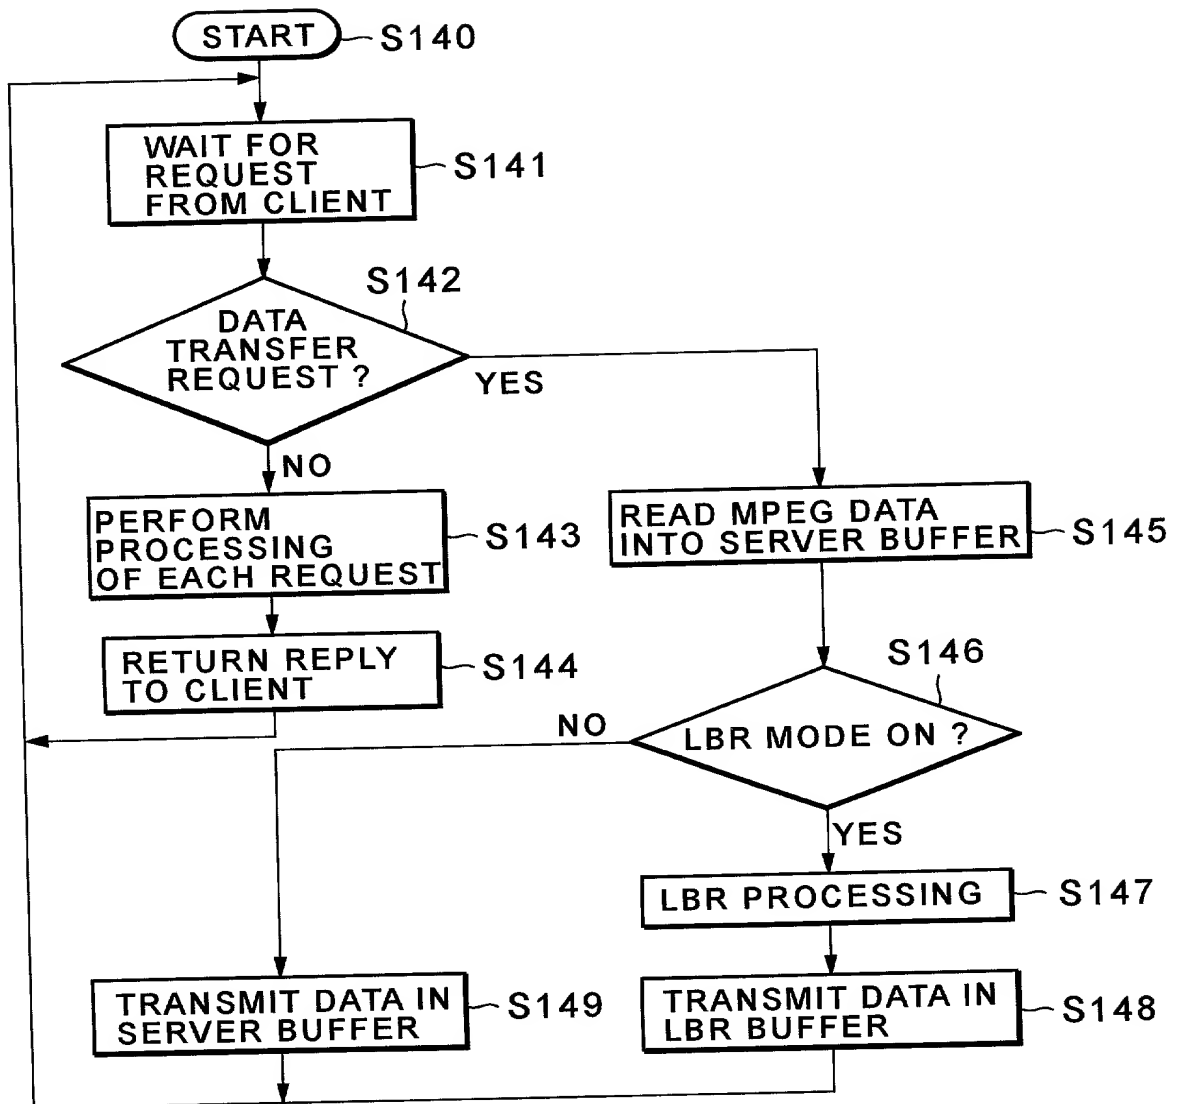 START
S140
WAIT FOR
REQUEST
FROM CLIENT
S141
S142
DATA
TRANSFER
REQUEST ?
YES
NO
PERFORM
PROCESSING
OF EACH REQUEST
S143
READ MPEG DATA
INTO SERVER BUFFER
S145
RETURN REPLY
TO CLIENT
S144
S146
LBR MODE ON ?
NO
YES
LBR PROCESSING
S147
TRANSMIT DATA IN
SERVER BUFFER
S149
TRANSMIT DATA IN
LBR BUFFER
S148